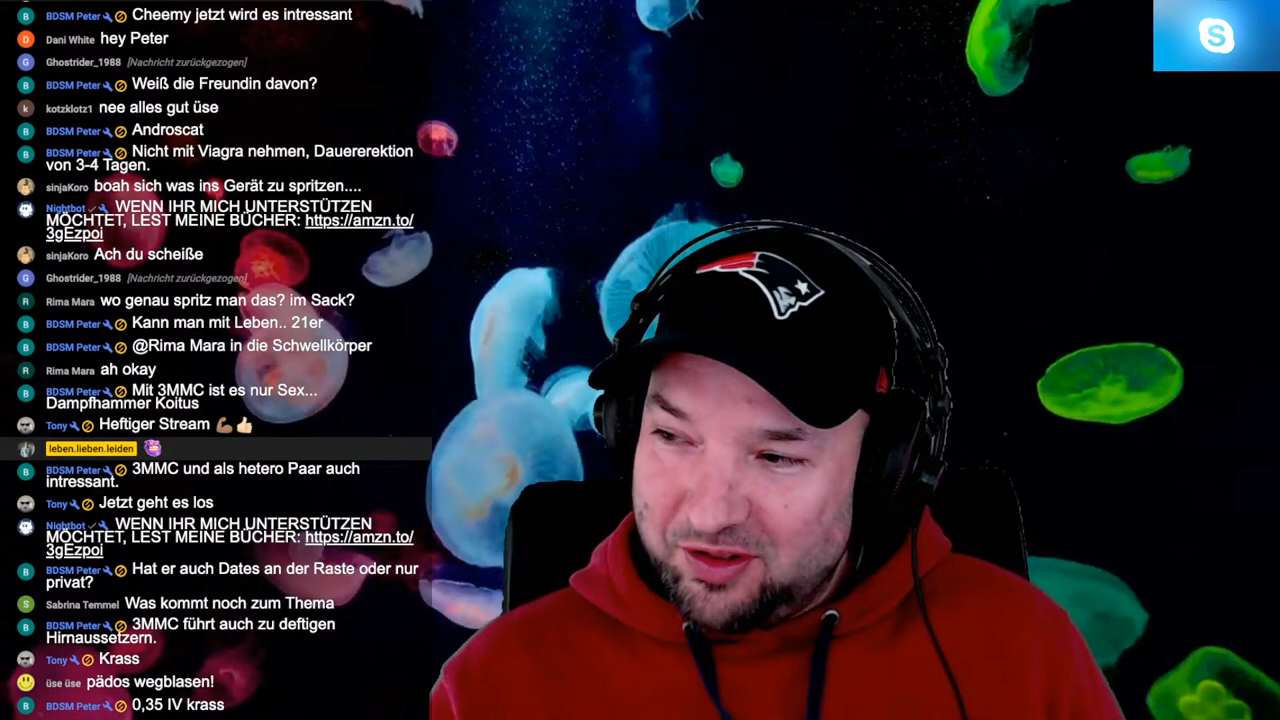 B BDSM Peter Cheemy jetzt wird es intressant
D Dani White hey Peter
G Ghostrider_1988 [Nachricht zurückgezogen]
B BDSM Peter Weiß die Freundin davon?
k kotzklotz1 nee alles gut üse
B BDSM Peter Androscat
B BDSM Peter Nicht mit Viagra nehmen, Dauererektion
von 3-4 Tagen.
sinjaKoro boah sich was ins Gerät zu spritzen....
Nightbot WENN IHR MICH UNTERSTÜTZEN
MÖCHTET, LEST MEINE BÜCHER: https://amzn.to/
3gEzpoi
sinjaKoro Ach du scheiße
G Ghostrider_1988 [Nachricht zurückgezogen]
R Rima Mara wo genau spritz man das? im Sack?
B BDSM Peter Kann man mit Leben.. 21er
B BDSM Peter @Rima Mara in die Schwellkörper
R Rima Mara ah okay
B BDSM Peter Mit 3MMC ist es nur Sex...
Dampfhammer Koitus
Tony Heftiger Stream 💪🏾👍🏼
leben.lieben.leiden
B BDSM Peter 3MMC und als hetero Paar auch
intressant.
Tony Jetzt geht es los
Nightbot WENN IHR MICH UNTERSTÜTZEN
MÖCHTET, LEST MEINE BÜCHER: https://amzn.to/
3gEzpoi
B BDSM Peter Hat er auch Dates an der Raste oder nur
privat?
S Sabrina Temmel Was kommt noch zum Thema
B BDSM Peter 3MMC führt auch zu deftigen
Hirnaussetzern.
Tony Krass
üse üse pädos wegblasen!
B BDSM Peter 0,35 IV krass
S